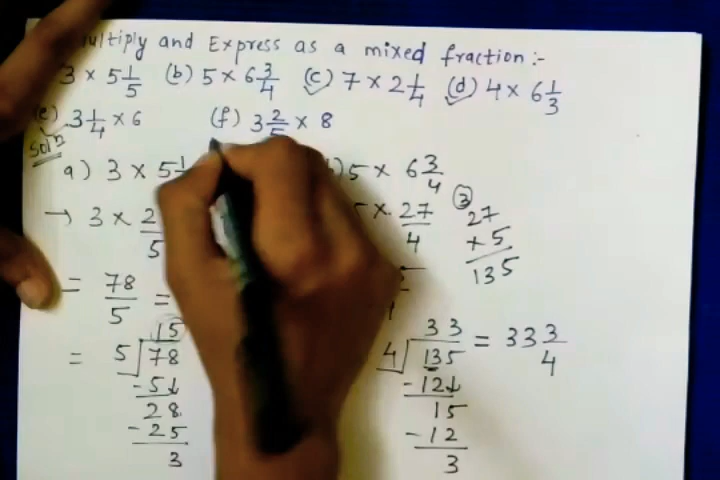 ultiply and Express as a mixed fraction:-
3 × 5 1/5 (b) 5 × 6 3/4 (c) 7 × 2 1/4 (d) 4 × 6 1/3
(e) 3 1/4 × 6 (f) 3 2/5 × 8
Soln
a) 3 × 5 1 ) 5 × 6 3/4
→ 3 × 2 /5 × 27/4
= 78/5 =
3
27
× 5
135
15
= 5 78
- 5↓
28
- 25
3
33
4 135 = 33 3/4
- 12↓
15
- 12
3